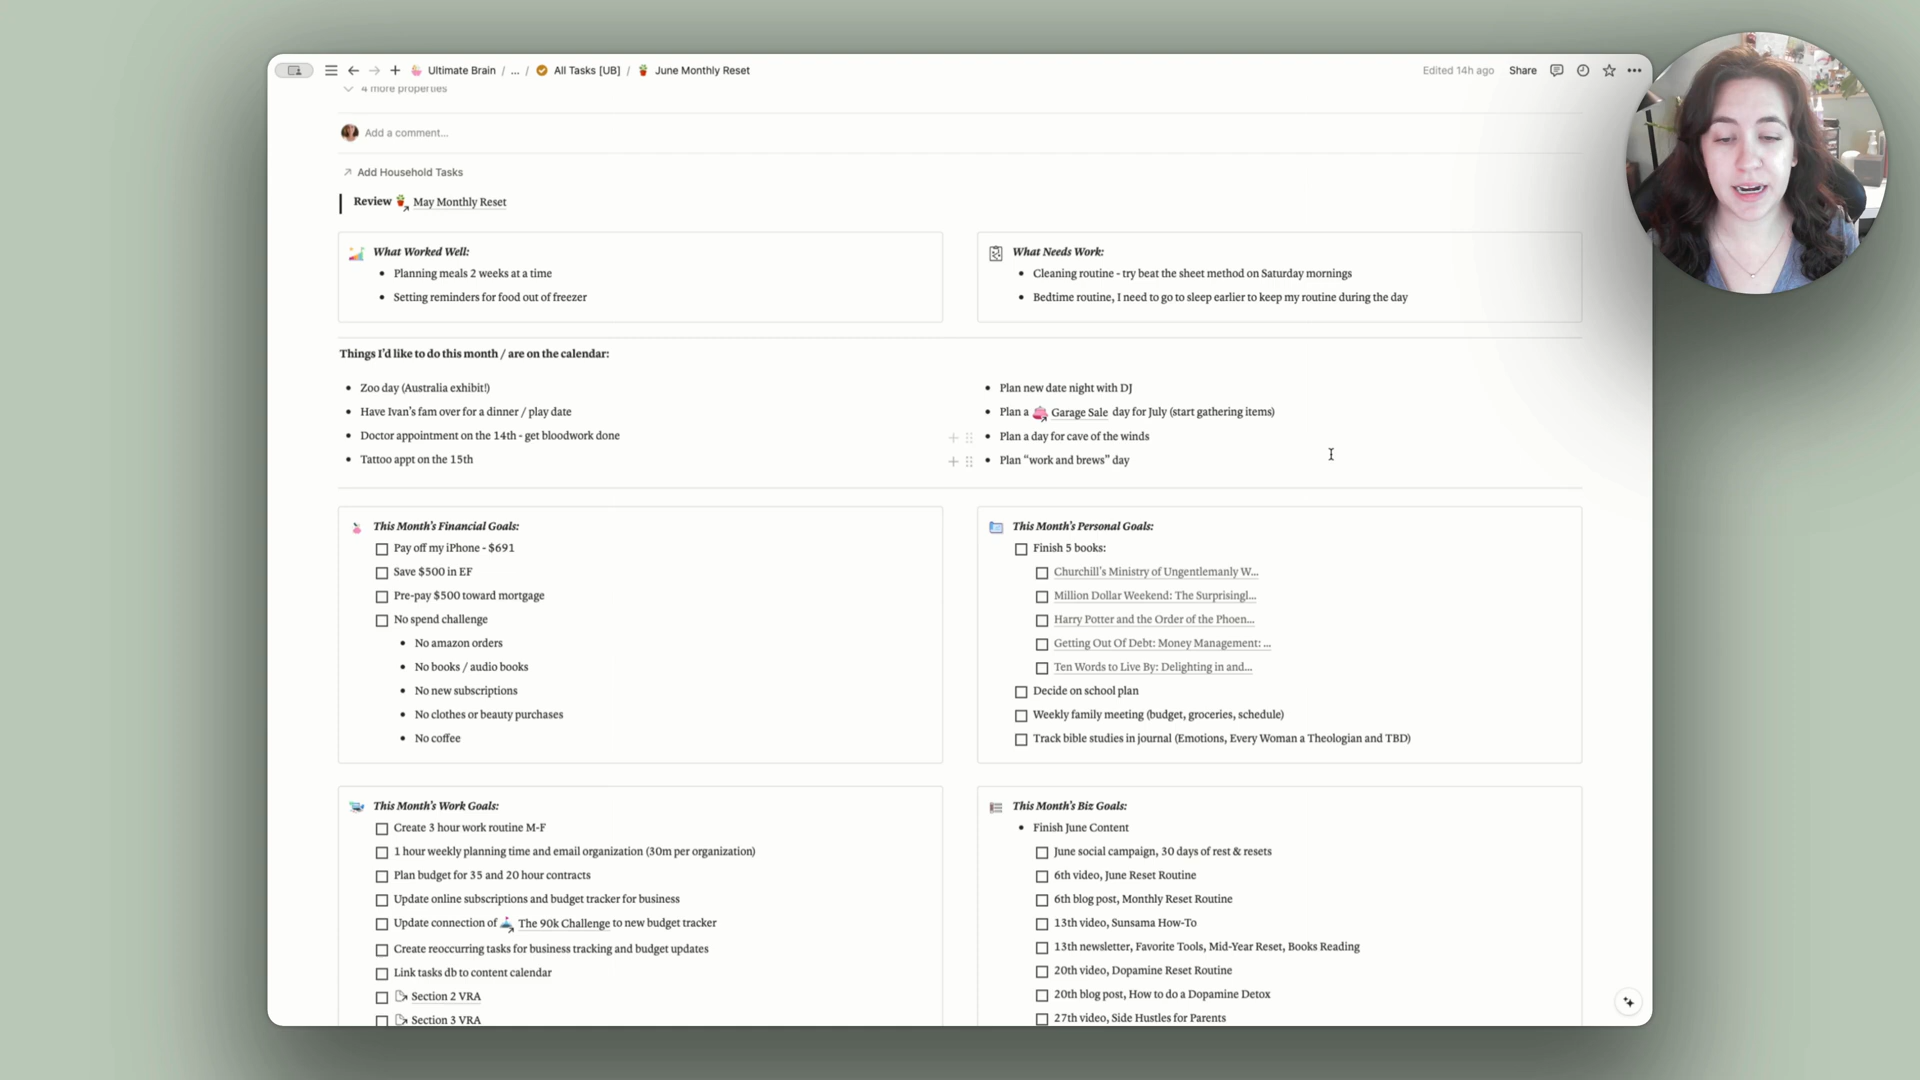 Ultimate Brain / ... / All Tasks [UB] / June Monthly Reset
Edited 14h ago Share
4 more properties
Add a comment...
Add Household Tasks
Review May Monthly Reset
What Worked Well:
Planning meals 2 weeks at a time
Setting reminders for food out of freezer
What Needs Work:
Cleaning routine - try beat the sheet method on Saturday mornings
Bedtime routine, I need to go to sleep earlier to keep my routine during the day
Things I'd like to do this month / are on the calendar:
Zoo day (Australia exhibit!)
Have Ivan's fam over for a dinner / play date
Doctor appointment on the 14th - get bloodwork done
Tattoo appt on the 15th
Plan new date night with DJ
Plan a Garage Sale day for July (start gathering items)
Plan a day for cave of the winds
Plan “work and brews” day
This Month's Financial Goals:
Pay off my iPhone - $691
Save $500 in EF
Pre-pay $500 toward mortgage
No spend challenge
No amazon orders
No books / audio books
No new subscriptions
No clothes or beauty purchases
No coffee
This Month's Personal Goals:
Finish 5 books:
Churchill's Ministry of Ungentlemanly W...
Million Dollar Weekend: The Surprisingl...
Harry Potter and the Order of the Phoen...
Getting Out Of Debt: Money Management: ...
Ten Words to Live By: Delighting in and...
Decide on school plan
Weekly family meeting (budget, groceries, schedule)
Track bible studies in journal (Emotions, Every Woman a Theologian and TBD)
This Month's Work Goals:
Create 3 hour work routine M-F
1 hour weekly planning time and email organization (30m per organization)
Plan budget for 35 and 20 hour contracts
Update online subscriptions and budget tracker for business
Update connection of The 90k Challenge to new budget tracker
Create reoccurring tasks for business tracking and budget updates
Link tasks db to content calendar
Section 2 VRA
Section 3 VRA
This Month's Biz Goals:
Finish June Content
June social campaign, 30 days of rest & resets
6th video, June Reset Routine
6th blog post, Monthly Reset Routine
13th video, Sunsama How-To
13th newsletter, Favorite Tools, Mid-Year Reset, Books Reading
20th video, Dopamine Reset Routine
20th blog post, How to do a Dopamine Detox
27th video, Side Hustles for Parents